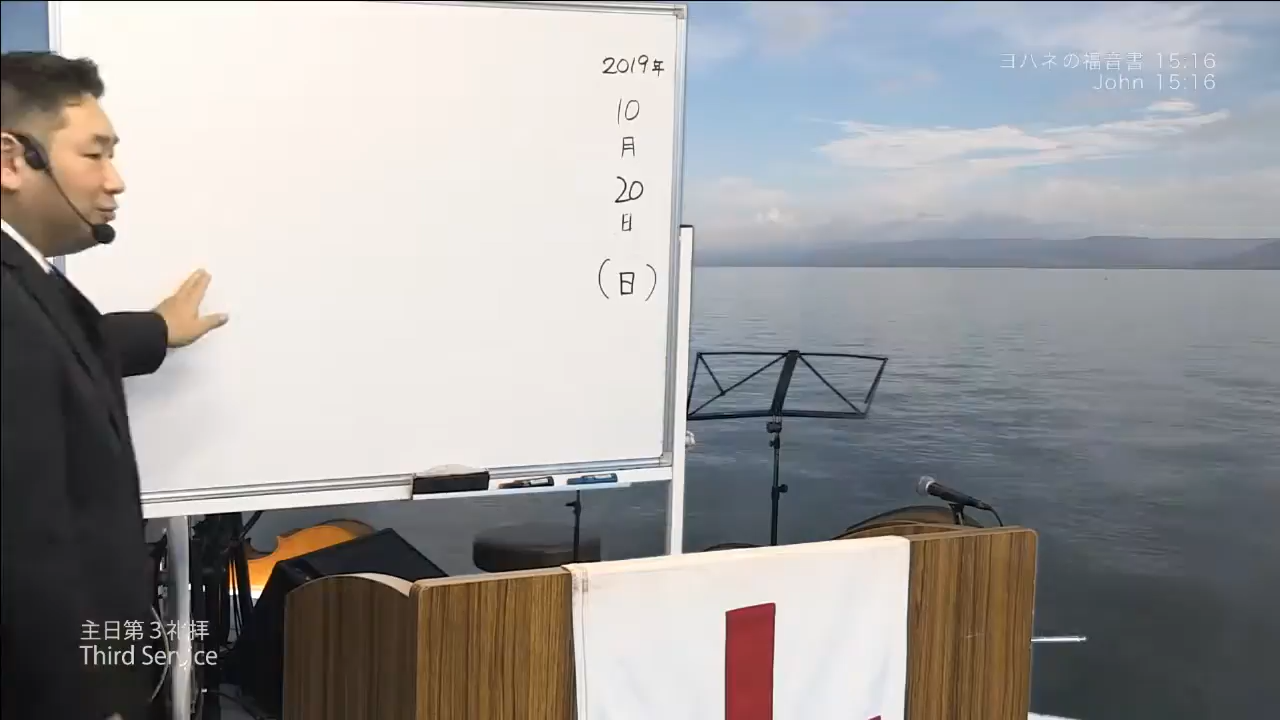 2019年
10
月
20
日
(日)
ヨハネの福音書 15.16
John 15:16
主日第3礼拝
Third Service